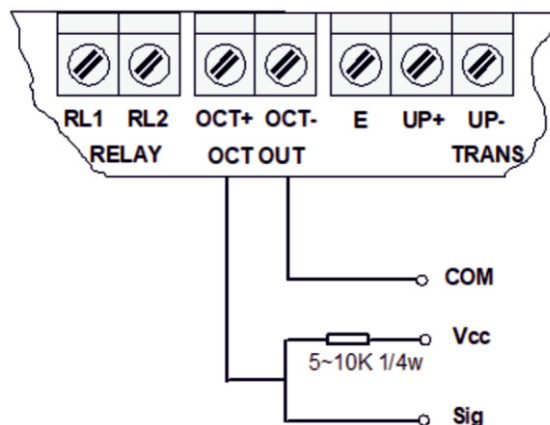 RL1 RL2 OCT+ OCT- E UP+ UP-
RELAY OCT OUT TRANS
COM
Vcc
5~10K 1/4w
Sig